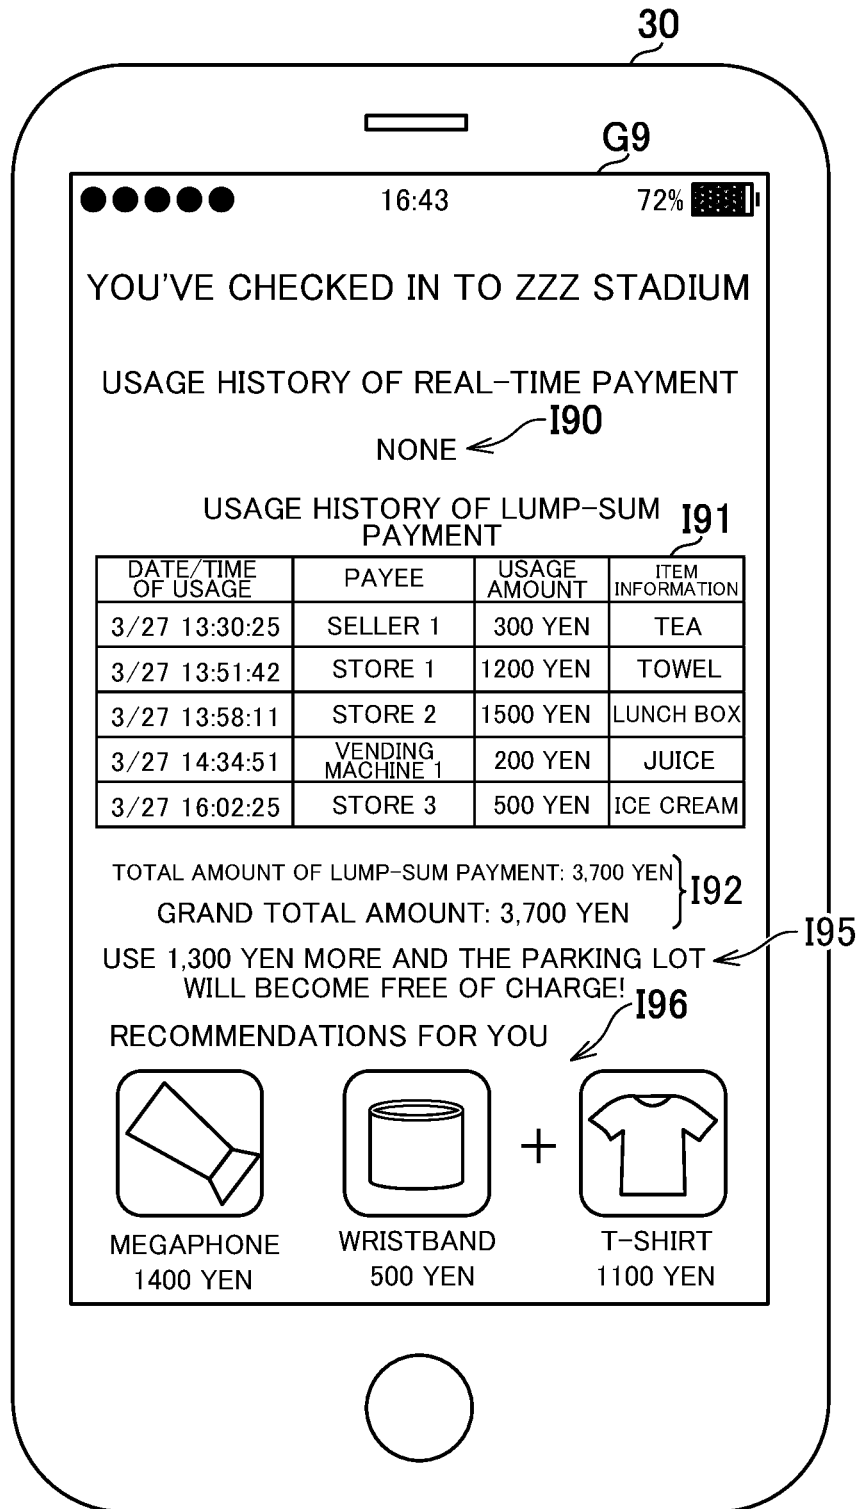 30
G9
16:43 72%
YOU'VE CHECKED IN TO ZZZ STADIUM
USAGE HISTORY OF REAL-TIME PAYMENT
I90
NONE
USAGE HISTORY OF LUMP-SUM
PAYMENT
I91
DATE/TIME OF USAGE PAYEE USAGE AMOUNT ITEM INFORMATION
3/27 13:30:25 SELLER 1 300 YEN TEA
3/27 13:51:42 STORE 1 1200 YEN TOWEL
3/27 13:58:11 STORE 2 1500 YEN LUNCH BOX
3/27 14:34:51 VENDING MACHINE 1 200 YEN JUICE
3/27 16:02:25 STORE 3 500 YEN ICE CREAM
TOTAL AMOUNT OF LUMP-SUM PAYMENT: 3,700 YEN
I92
GRAND TOTAL AMOUNT: 3,700 YEN
I95
USE 1,300 YEN MORE AND THE PARKING LOT
WILL BECOME FREE OF CHARGE!
I96
RECOMMENDATIONS FOR YOU
+
MEGAPHONE WRISTBAND T-SHIRT
1400 YEN 500 YEN 1100 YEN